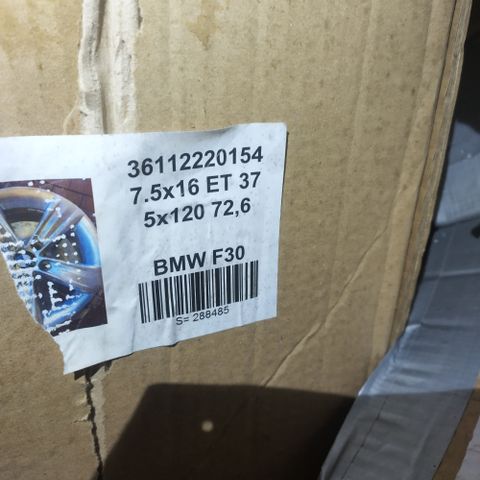 36112220154
7.5x16 ET 37
5x120 72,6
BMW F30
S= 288485